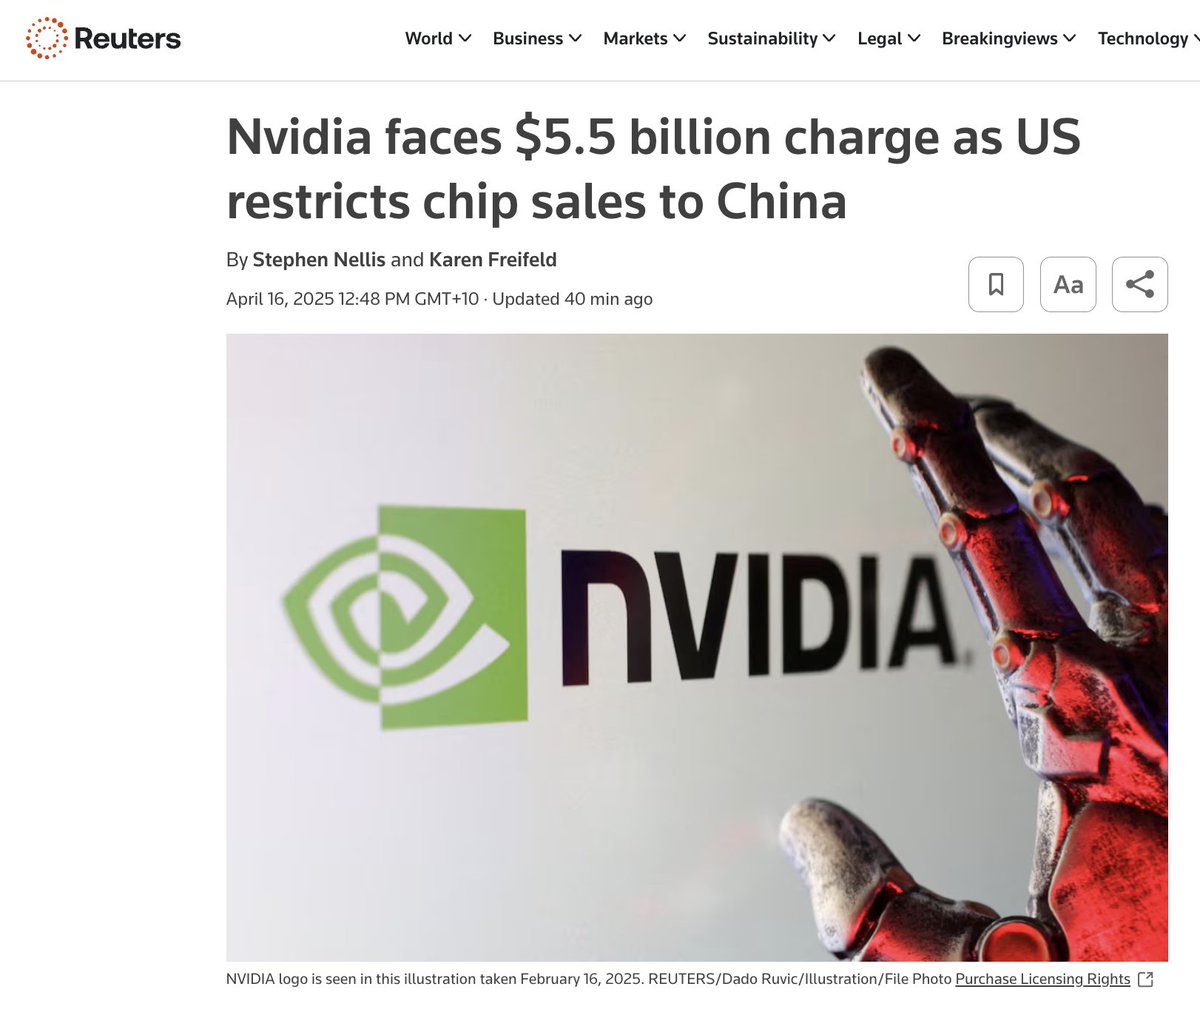 Reuters
World Business Markets Sustainability Legal Breakingviews Technology
Nvidia faces $5.5 billion charge as US
restricts chip sales to China
By Stephen Nellis and Karen Freifeld
April 16, 2025 12:48 PM GMT+10 · Updated 40 min ago
Aa
NVIDIA
NVIDIA logo is seen in this illustration taken February 16, 2025. REUTERS/Dado Ruvic/Illustration/File Photo Purchase Licensing Rights